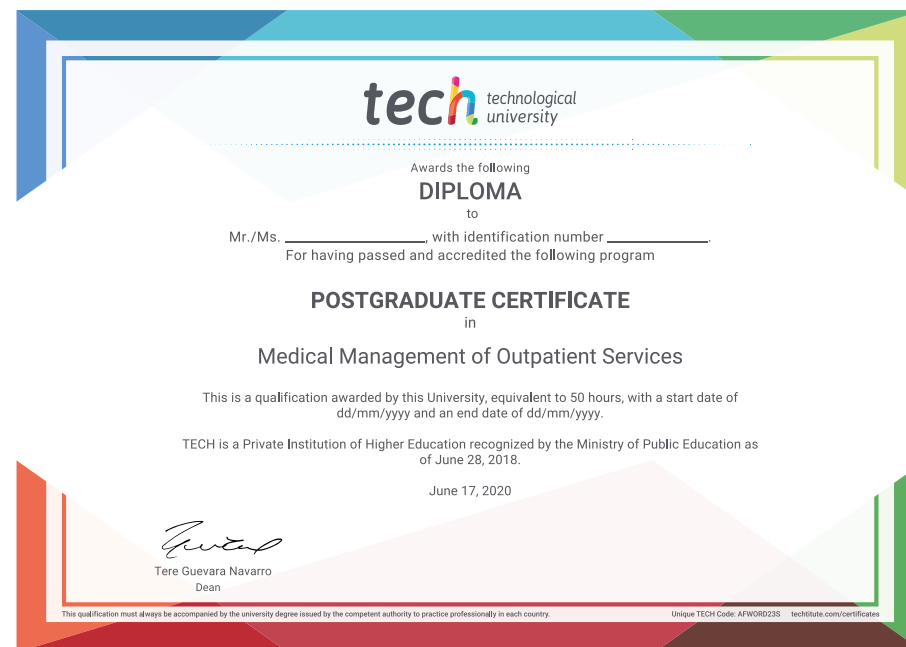 tech technological
university
Awards the following
DIPLOMA
to
Mr./Ms. ____________________, with identification number ______________.
For having passed and accredited the following program
POSTGRADUATE CERTIFICATE
in
Medical Management of Outpatient Services
This is a qualification awarded by this University, equivalent to 50 hours, with a start date of
dd/mm/yyyy and an end date of dd/mm/yyyy.
TECH is a Private Institution of Higher Education recognized by the Ministry of Public Education as
of June 28, 2018.
June 17, 2020
Tere Guevara Navarro
Dean
This qualification must always be accompanied by the university degree issued by the competent authority to practice professionally in each country. Unique TECH Code: AFWORD23S techtitute.com/certificates